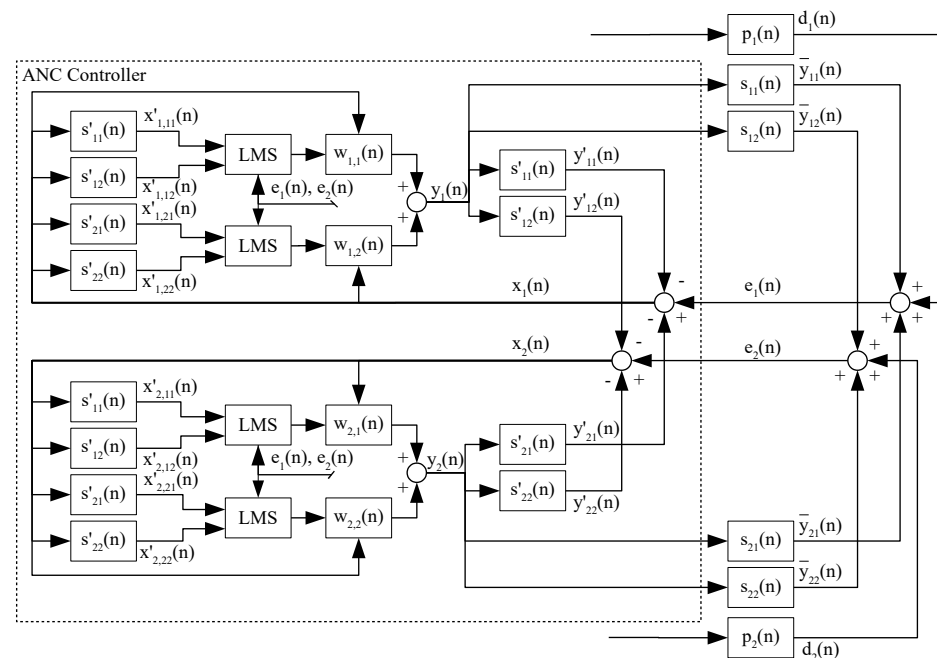 p₁(n)
d₁(n)
ANC Controller
s₁₁(n)
y̅₁₁(n)
s₁₂(n)
y̅₁₂(n)
s'₁₁(n)
x'₁,₁₁(n)
s'₁₂(n)
x'₁,₁₂(n)
s'₂₁(n)
x'₁,₂₁(n)
s'₂₂(n)
x'₁,₂₂(n)
LMS
w₁,₁(n)
e₁(n), e₂(n)
LMS
w₁,₂(n)
+
+
y₁(n)
s'₁₁(n)
y'₁₁(n)
s'₁₂(n)
y'₁₂(n)
x₁(n)
-
-
+
e₁(n)
+
+
+
x₂(n)
-
-
+
e₂(n)
+
+
+
s'₁₁(n)
x'₂,₁₁(n)
s'₁₂(n)
x'₂,₁₂(n)
s'₂₁(n)
x'₂,₂₁(n)
s'₂₂(n)
x'₂,₂₂(n)
LMS
w₂,₁(n)
e₁(n), e₂(n)
LMS
w₂,₂(n)
+
+
y₂(n)
s'₂₁(n)
y'₂₁(n)
s'₂₂(n)
y'₂₂(n)
s₂₁(n)
y̅₂₁(n)
s₂₂(n)
y̅₂₂(n)
p₂(n)
d₂(n)